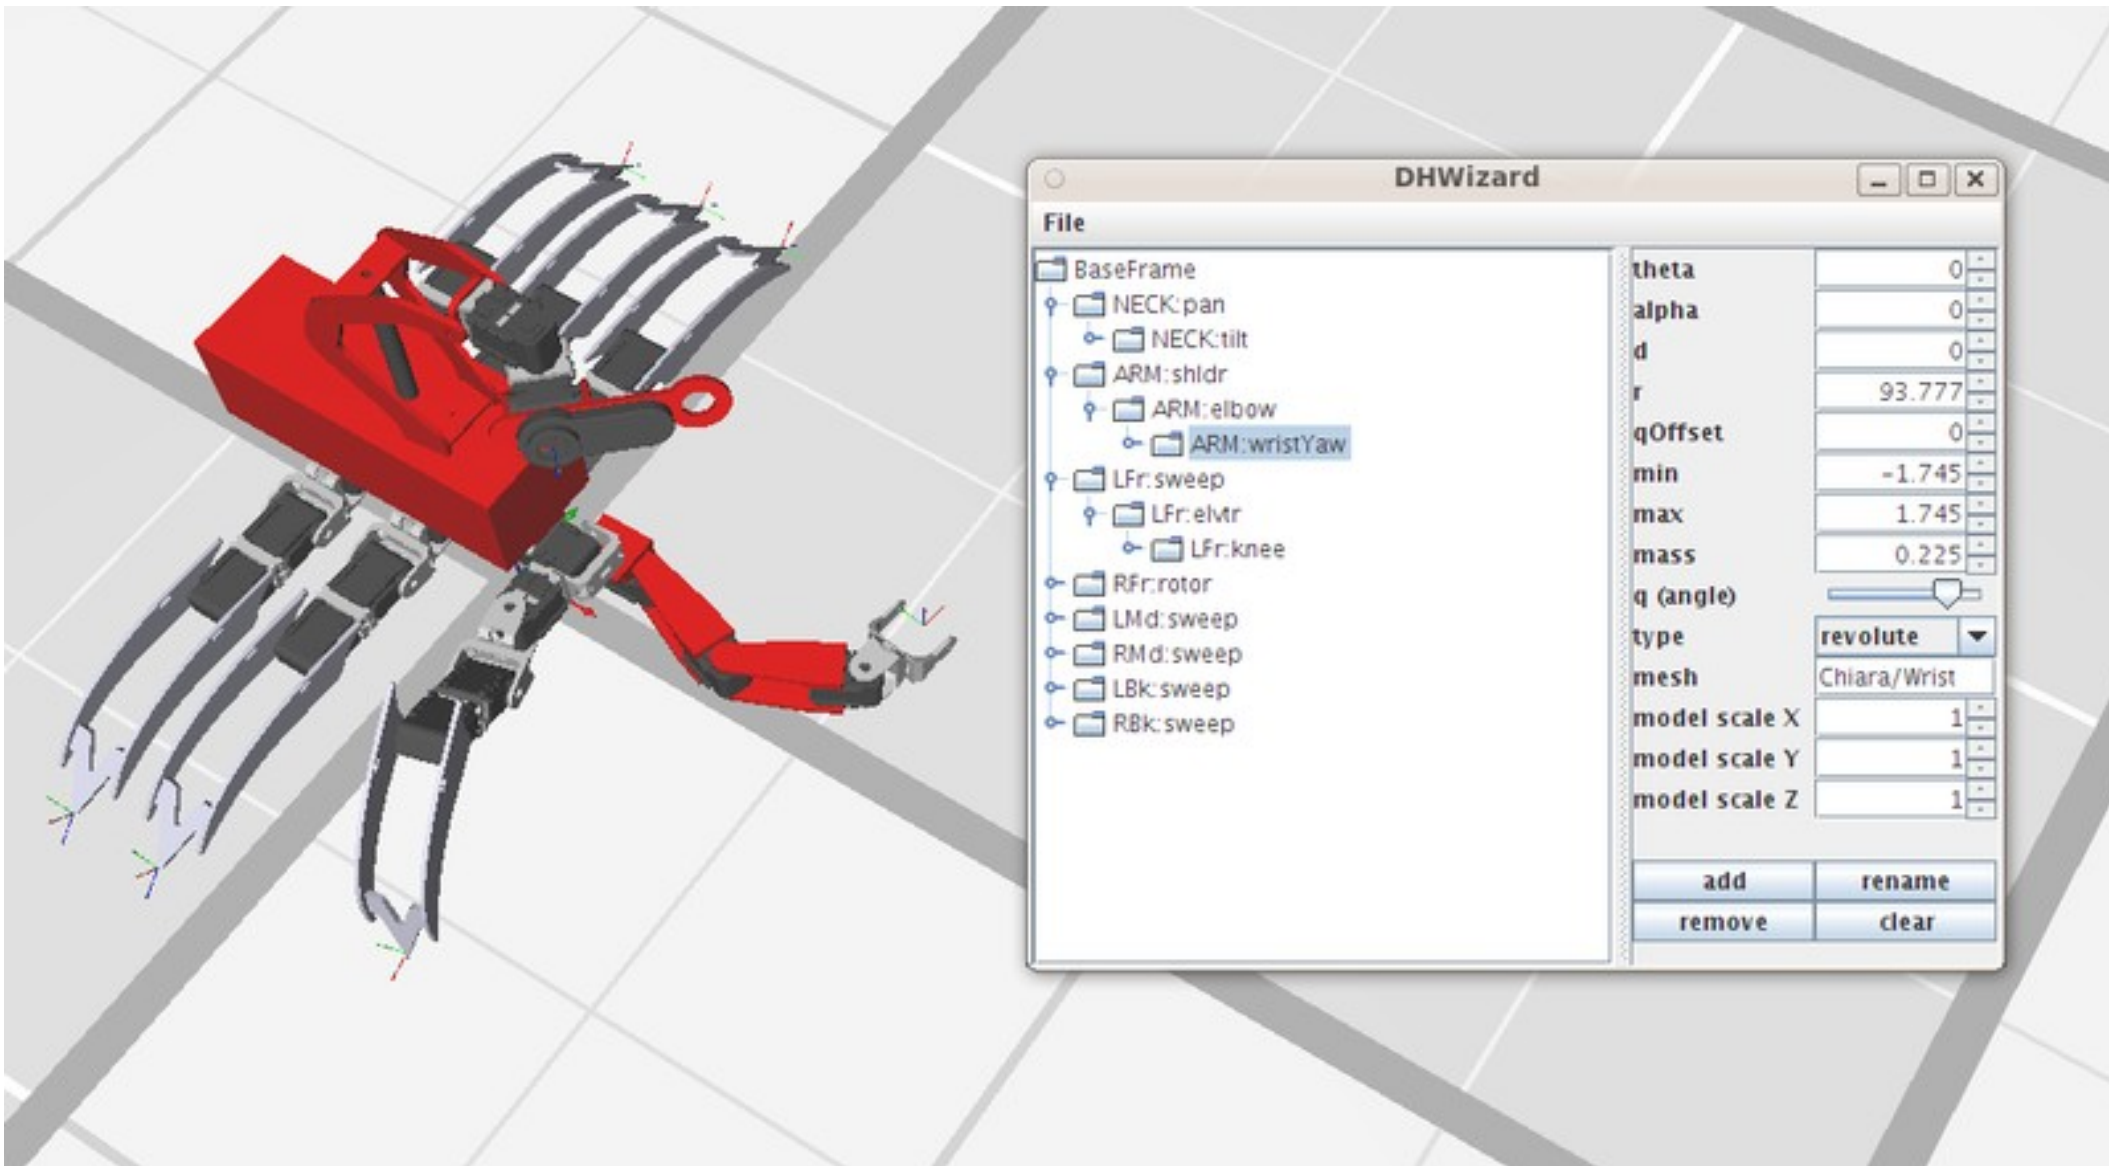 DHWizard
File
BaseFrame
NECK:pan
NECK:tilt
ARM:shldr
ARM:elbow
ARM:wristYaw
LFr:sweep
LFr:elvtr
LFr:knee
RFr:rotor
LMd:sweep
RMd:sweep
LBk:sweep
RBk:sweep
theta 0
alpha 0
d 0
r 93.777
qOffset 0
min -1.745
max 1.745
mass 0.225
q (angle)
type revolute
mesh Chiara/Wrist
model scale X 1
model scale Y 1
model scale Z 1
add rename
remove clear